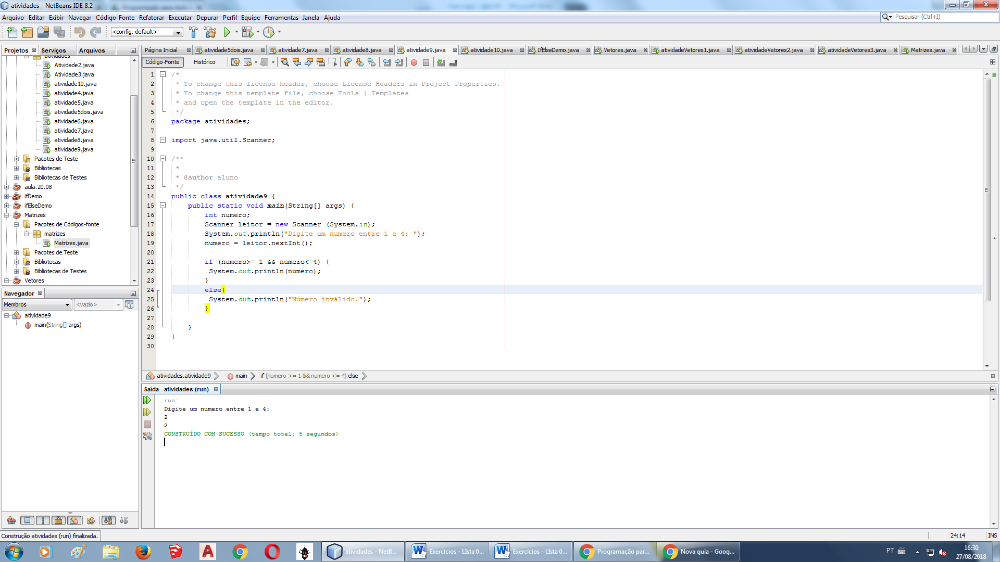 atividades - NetBeans IDE 8.2
Arquivo Editar Exibir Navegar Código-Fonte Refatorar Executar Depurar Perfil Equipe Ferramentas Janela Ajuda
Pesquisar (Ctrl+I)
<config. default>
Projetos Serviços Arquivos
atividades
Atividade2.java
Atividade3.java
atividade10.java
atividade4.java
atividade5.java
atividade5dois.java
atividade6.java
atividade7.java
atividade8.java
atividade9.java
Pacotes de Teste
Bibliotecas
Bibliotecas de Testes
aula.20.08
ifDemo
ifElseDemo
Matrizes
Pacotes de Códigos-fonte
matrizes
Matrizes.java
Pacotes de Teste
Bibliotecas
Bibliotecas de Testes
Vetores
Navegador
Membros <vazio>
atividade9
main(String[] args)
Página Inicial atividade5dois.java atividade7.java atividade8.java atividade9.java atividade10.java IfElseDemo.java Vetores.java atividadeVetores1.java atividadeVetores2.java atividadeVetores3.java Matrizes.java
Código-Fonte Histórico
1 /*
2 * To change this license header, choose License Headers in Project Properties.
3 * To change this template file, choose Tools | Templates
4 * and open the template in the editor.
5 */
6 package atividades;
7
8 import java.util.Scanner;
9
10 /**
11 *
12 * @author aluno
13 */
14 public class atividade9 {
15 public static void main(String[] args) {
16 int numero;
17 Scanner leitor = new Scanner (System.in);
18 System.out.println("Digite um numero entre 1 e 4: ");
19 numero = leitor.nextInt();
20
21 if (numero>= 1 && numero<=4) {
22 System.out.println(numero);
23 }
24 else{
25 System.out.println("Número inválido.");
26 }
27
28 }
29 }
30
atividades.atividade9 main if (numero >= 1 && numero <= 4) else
Saída - atividades (run)
run:
Digite um numero entre 1 e 4:
2
2
CONSTRUÍDO COM SUCESSO (tempo total: 5 segundos)
Construção atividades (run) finalizada.
24:14 INS
atividades - NetB... Exercícios - LIsta 0... Exercícios - LIsta 0... Programação par... Nova guia - Goog...
PT
16:30
27/08/2018